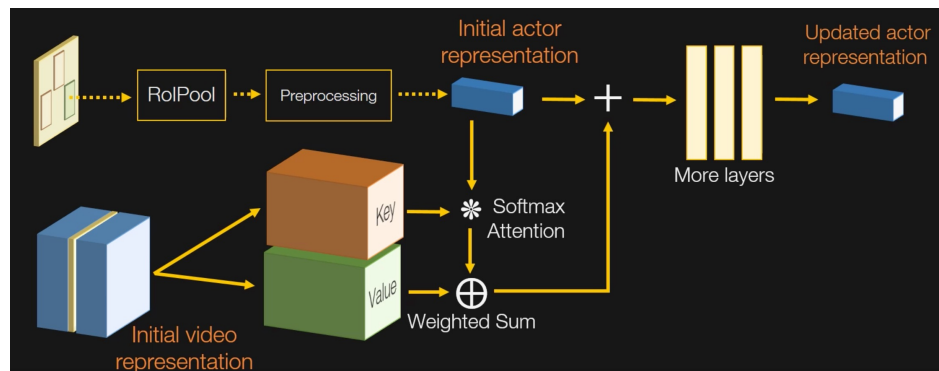 Initial actor
representation
Updated actor
representation
RoIPool
Preprocessing
More layers
Key
Softmax
Attention
Value
Weighted Sum
Initial video
representation